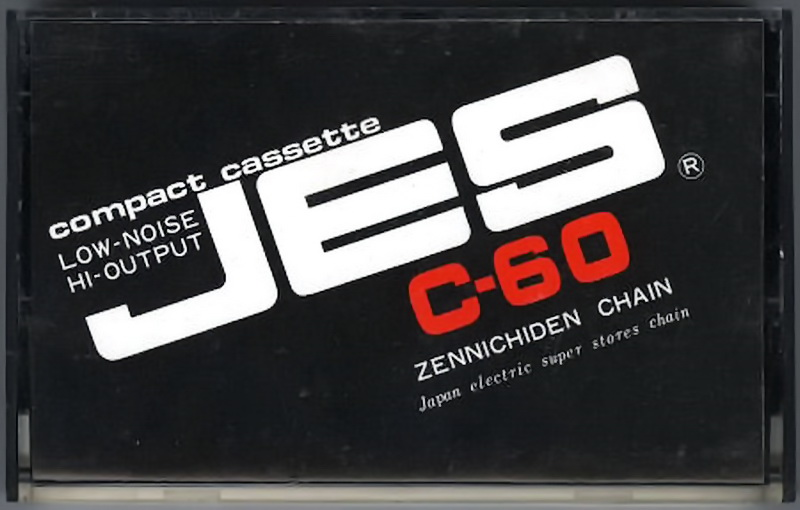 compact cassette
LOW-NOISE
HI-OUTPUT
JES ®
C-60
ZENNICHIDEN CHAIN
Japan electric super stores chain